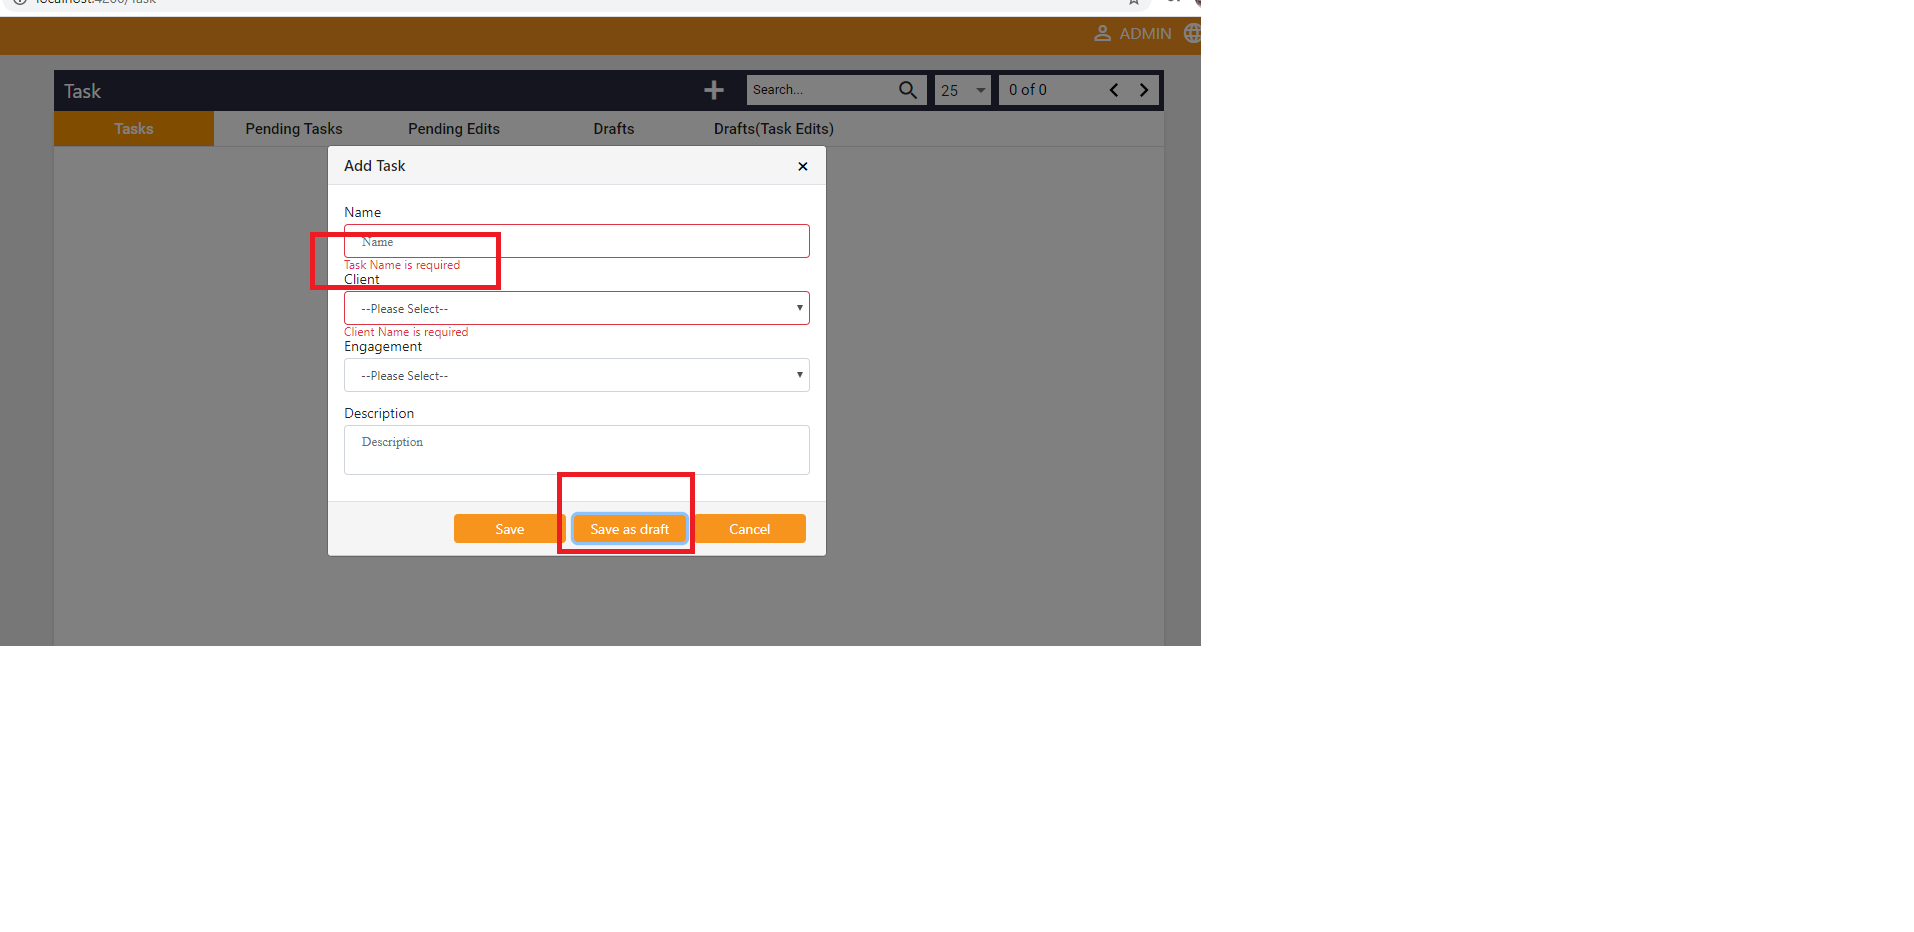 ADMIN
Task
Search...
25
0 of 0
Tasks
Pending Tasks
Pending Edits
Drafts
Drafts(Task Edits)
Add Task
×
Name
Name
Task Name is required
Client
--Please Select--
Client Name is required
Engagement
--Please Select--
Description
Description
Save
Save as draft
Cancel